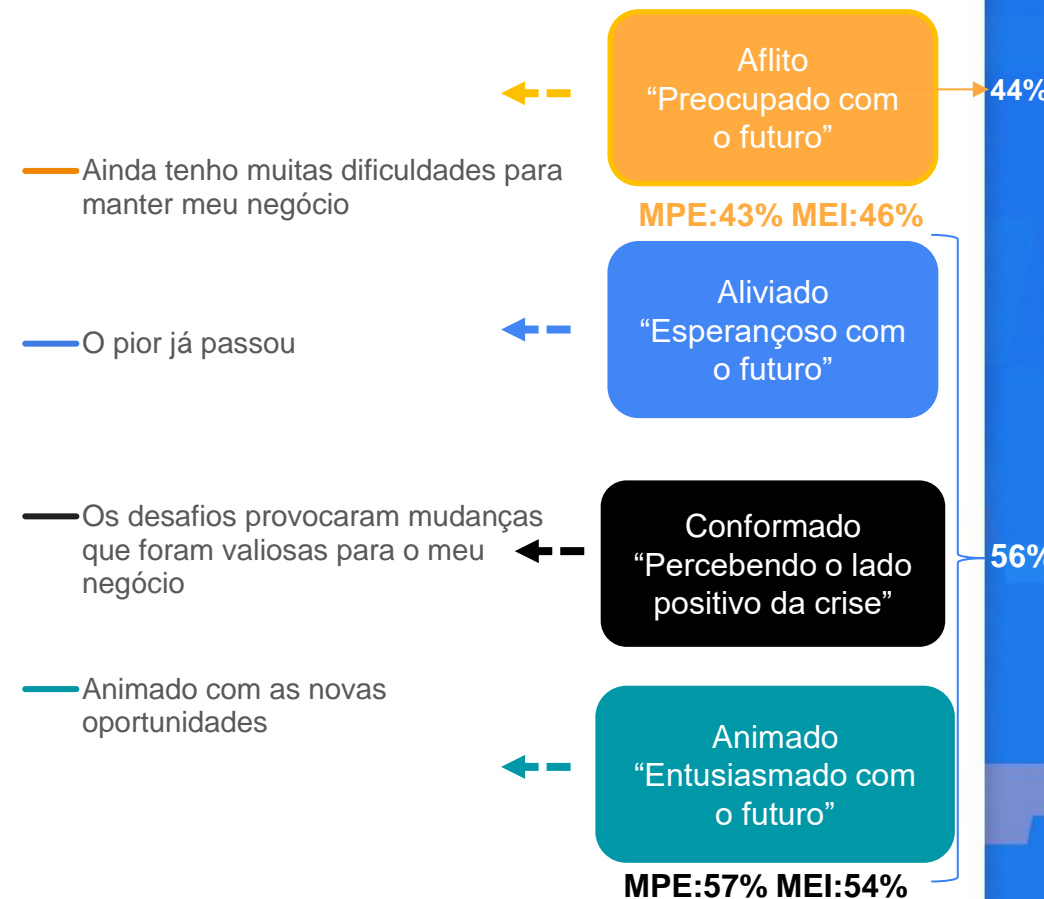 Aflito
“Preocupado com
o futuro”
44%
Ainda tenho muitas dificuldades para
manter meu negócio
MPE:43% MEI:46%
Aliviado
“Esperançoso com
o futuro”
O pior já passou
Os desafios provocaram mudanças
que foram valiosas para o meu
negócio
Conformado
“Percebendo o lado
positivo da crise”
56%
Animado com as novas
oportunidades
Animado
“Entusiasmado com
o futuro”
MPE:57% MEI:54%